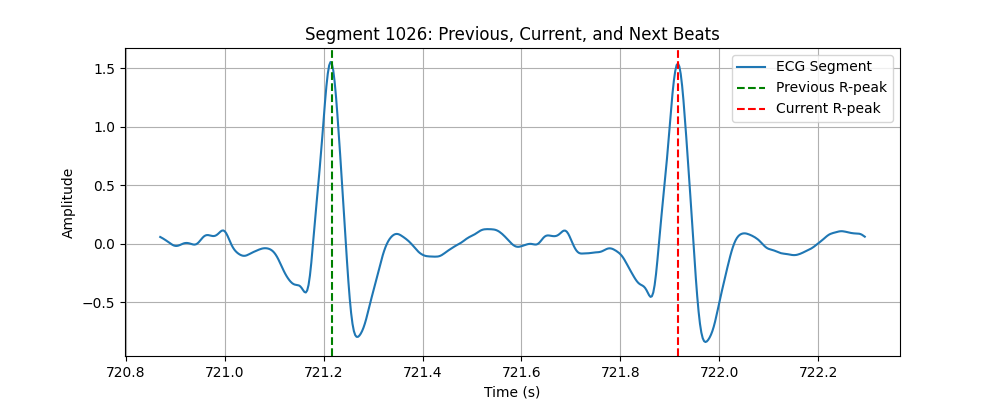 Segment 1026: Previous, Current, and Next Beats
ECG Segment
Previous R-peak
Current R-peak
Amplitude
1.5
1.0
0.5
0.0
−0.5
720.8 721.0 721.2 721.4 721.6 721.8 722.0 722.2
Time (s)